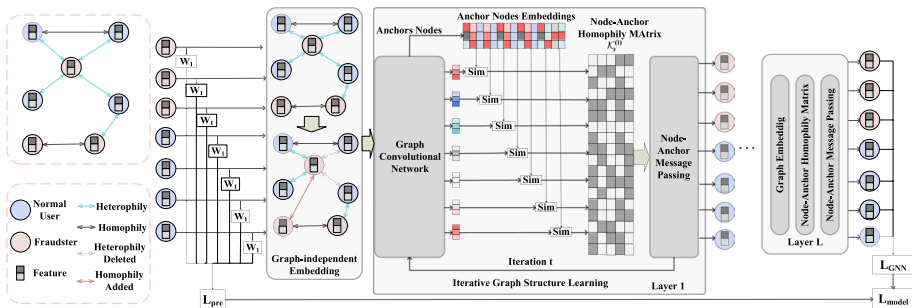 Normal
User
Fraudster
Feature
Heterophily
Homophily
Heterophily
Deleted
Homophily
Added
W1
W1
W1
W1
W1
W1
W1
Lpre
Graph-independent
Embedding
Anchors Nodes
Anchor Nodes Embeddings
Node-Anchor
Homophily MAtrix
Graph
Convolutional
Network
Sim
Sim
Sim
Sim
Sim
Sim
Sim
Node-
Anchor
Message
Passing
Iteration t
Iterative Graph Structure Learning
Layer 1
...
Graph Embeddig
Node-Anchor Homophily Matrix
Node-Anchor Message Passing
Layer L
LGNN
Lmodel